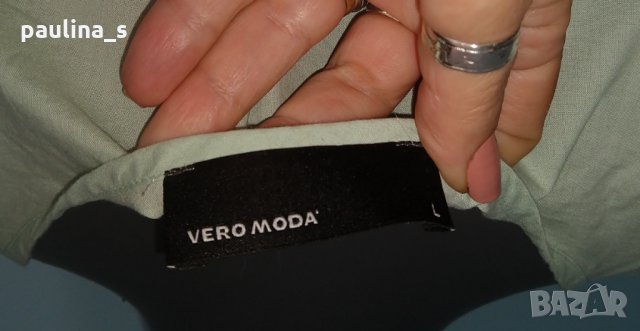 paulina_s
VERO MODA
L
BAZAR